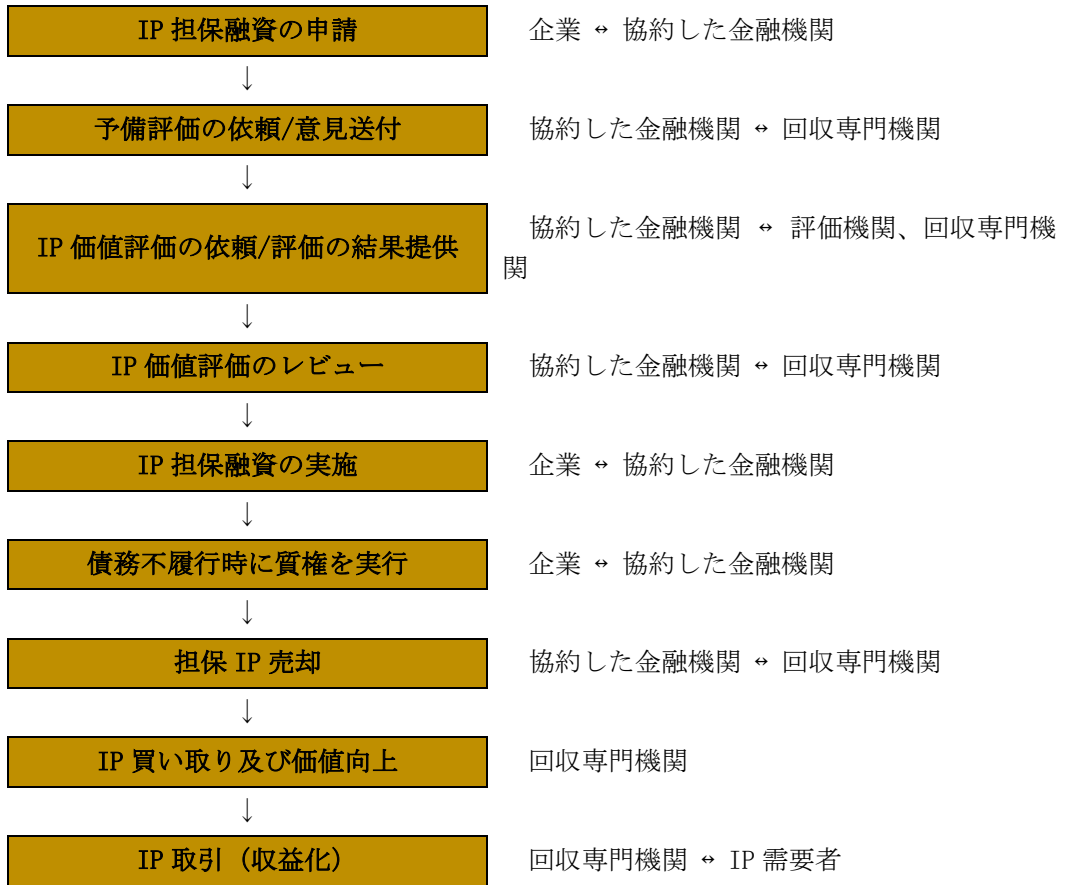 IP 担保融資の申請 企業 ↔ 協約した金融機関
↓
予備評価の依頼/意見送付 協約した金融機関 ↔ 回収専門機関
↓
IP 価値評価の依頼/評価の結果提供 協約した金融機関 ↔ 評価機関、回収専門機
関
↓
IP 価値評価のレビュー 協約した金融機関 ↔ 回収専門機関
↓
IP 担保融資の実施 企業 ↔ 協約した金融機関
↓
債務不履行時に質権を実行 企業 ↔ 協約した金融機関
↓
担保 IP 売却 協約した金融機関 ↔ 回収専門機関
↓
IP 買い取り及び価値向上 回収専門機関
↓
IP 取引（収益化） 回収専門機関 ↔ IP 需要者